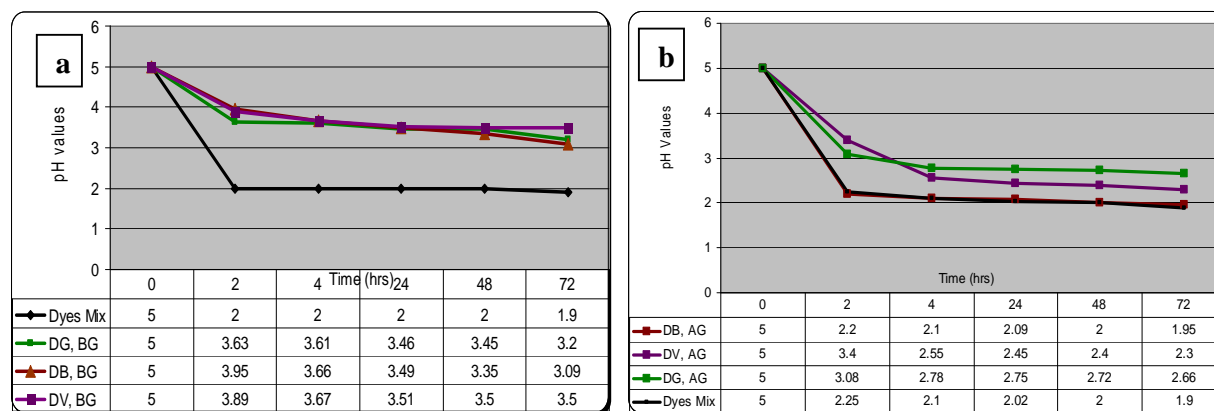 a
6
5
4
3
2
1
0
pH values
Time (hrs)
0 2 4 24 48 72
Dyes Mix 5 2 2 2 2 1.9
DG, BG 5 3.63 3.61 3.46 3.45 3.2
DB, BG 5 3.95 3.66 3.49 3.35 3.09
DV, BG 5 3.89 3.67 3.51 3.5 3.5
b
6
5
4
3
2
1
0
pH Values
Time (hrs)
0 2 4 24 48 72
DB, AG 5 2.2 2.1 2.09 2 1.95
DV, AG 5 3.4 2.55 2.45 2.4 2.3
DG, AG 5 3.08 2.78 2.75 2.72 2.66
Dyes Mix 5 2.25 2.1 2.02 2 1.9